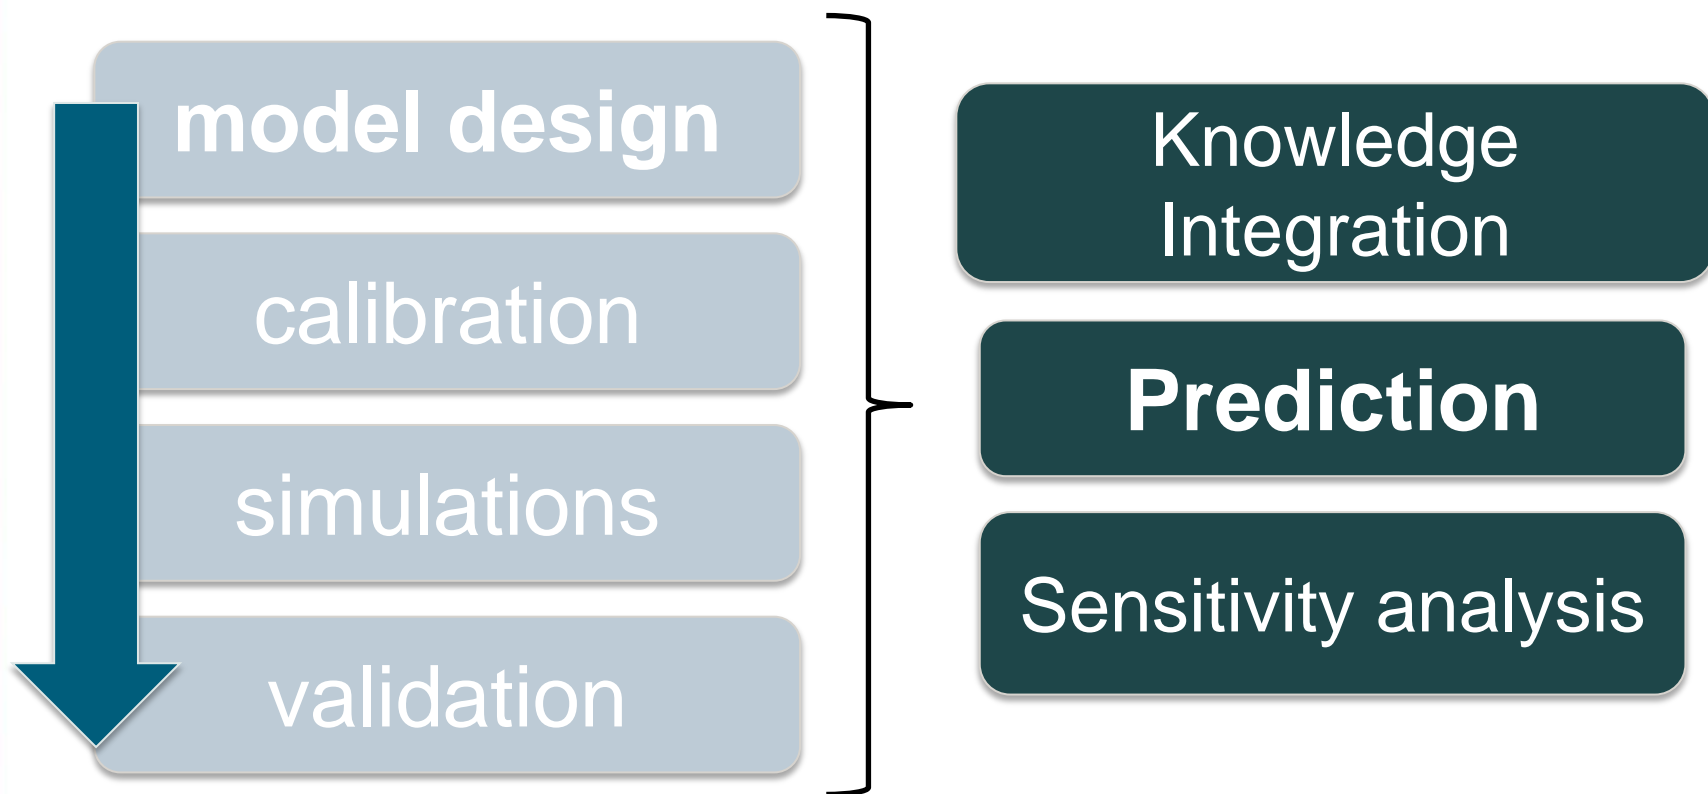 model design
calibration
simulations
validation
Knowledge
Integration
Prediction
Sensitivity analysis